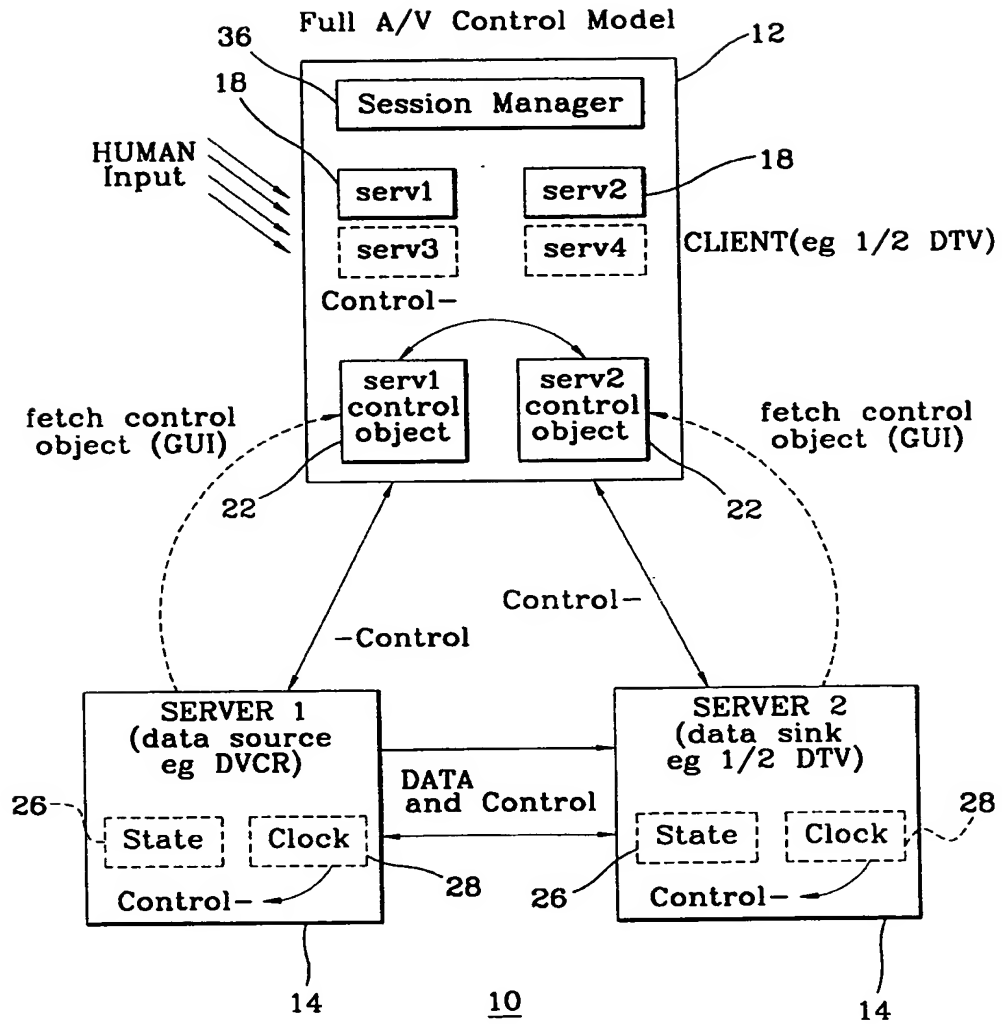 Full A/V Control Model
12
36
Session Manager
18
HUMAN
Input
serv1
serv2
18
serv3
serv4
CLIENT(eg 1/2 DTV)
Control-
serv1
control
object
serv2
control
object
fetch control
object (GUI)
fetch control
object (GUI)
22
22
Control-
-Control
SERVER 1
(data source
eg DVCR)
SERVER 2
(data sink
eg 1/2 DTV)
DATA
and Control
26
State
Clock
28
Control-
26
State
Clock
28
Control-
14
10
14